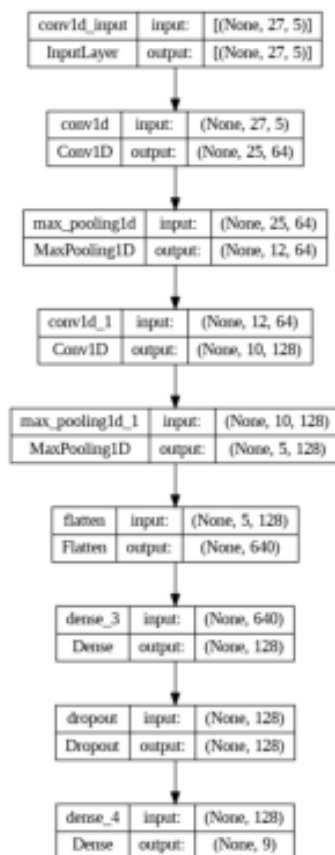 conv1d_input input: [(None, 27, 5)]
InputLayer output: [(None, 27, 5)]
conv1d input: (None, 27, 5)
Conv1D output: (None, 25, 64)
max_pooling1d input: (None, 25, 64)
MaxPooling1D output: (None, 12, 64)
conv1d_1 input: (None, 12, 64)
Conv1D output: (None, 10, 128)
max_pooling1d_1 input: (None, 10, 128)
MaxPooling1D output: (None, 5, 128)
flatten input: (None, 5, 128)
Flatten output: (None, 640)
dense_3 input: (None, 640)
Dense output: (None, 128)
dropout input: (None, 128)
Dropout output: (None, 128)
dense_4 input: (None, 128)
Dense output: (None, 9)